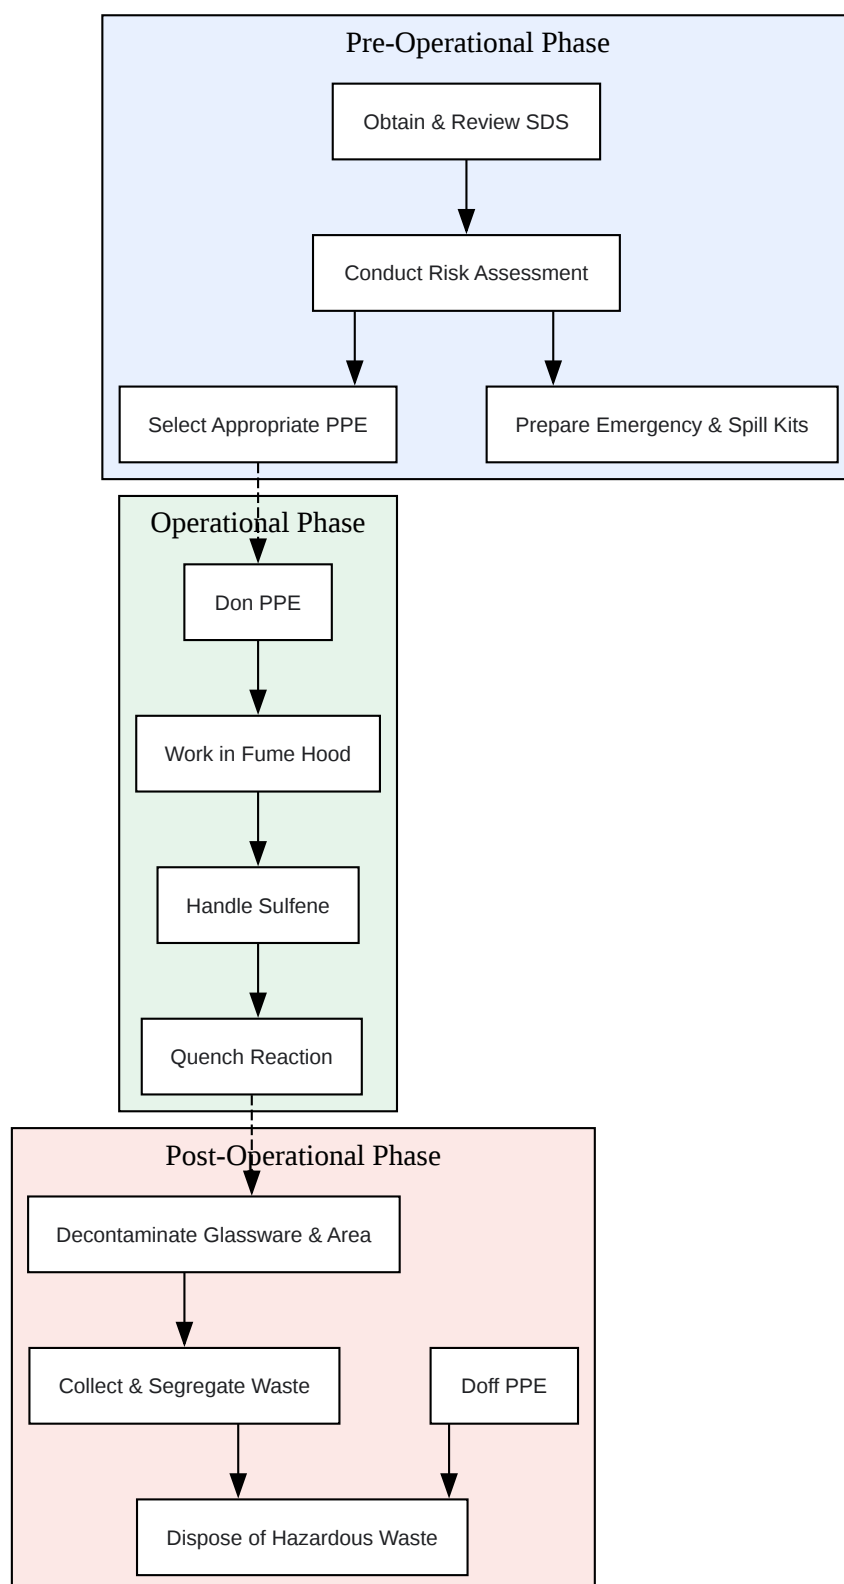 Pre-Operational Phase
Obtain & Review SDS
Conduct Risk Assessment
Select Appropriate PPE
Prepare Emergency & Spill Kits
Operational Phase
Don PPE
Work in Fume Hood
Handle Sulfene
Quench Reaction
Post-Operational Phase
Decontaminate Glassware & Area
Collect & Segregate Waste
Doff PPE
Dispose of Hazardous Waste